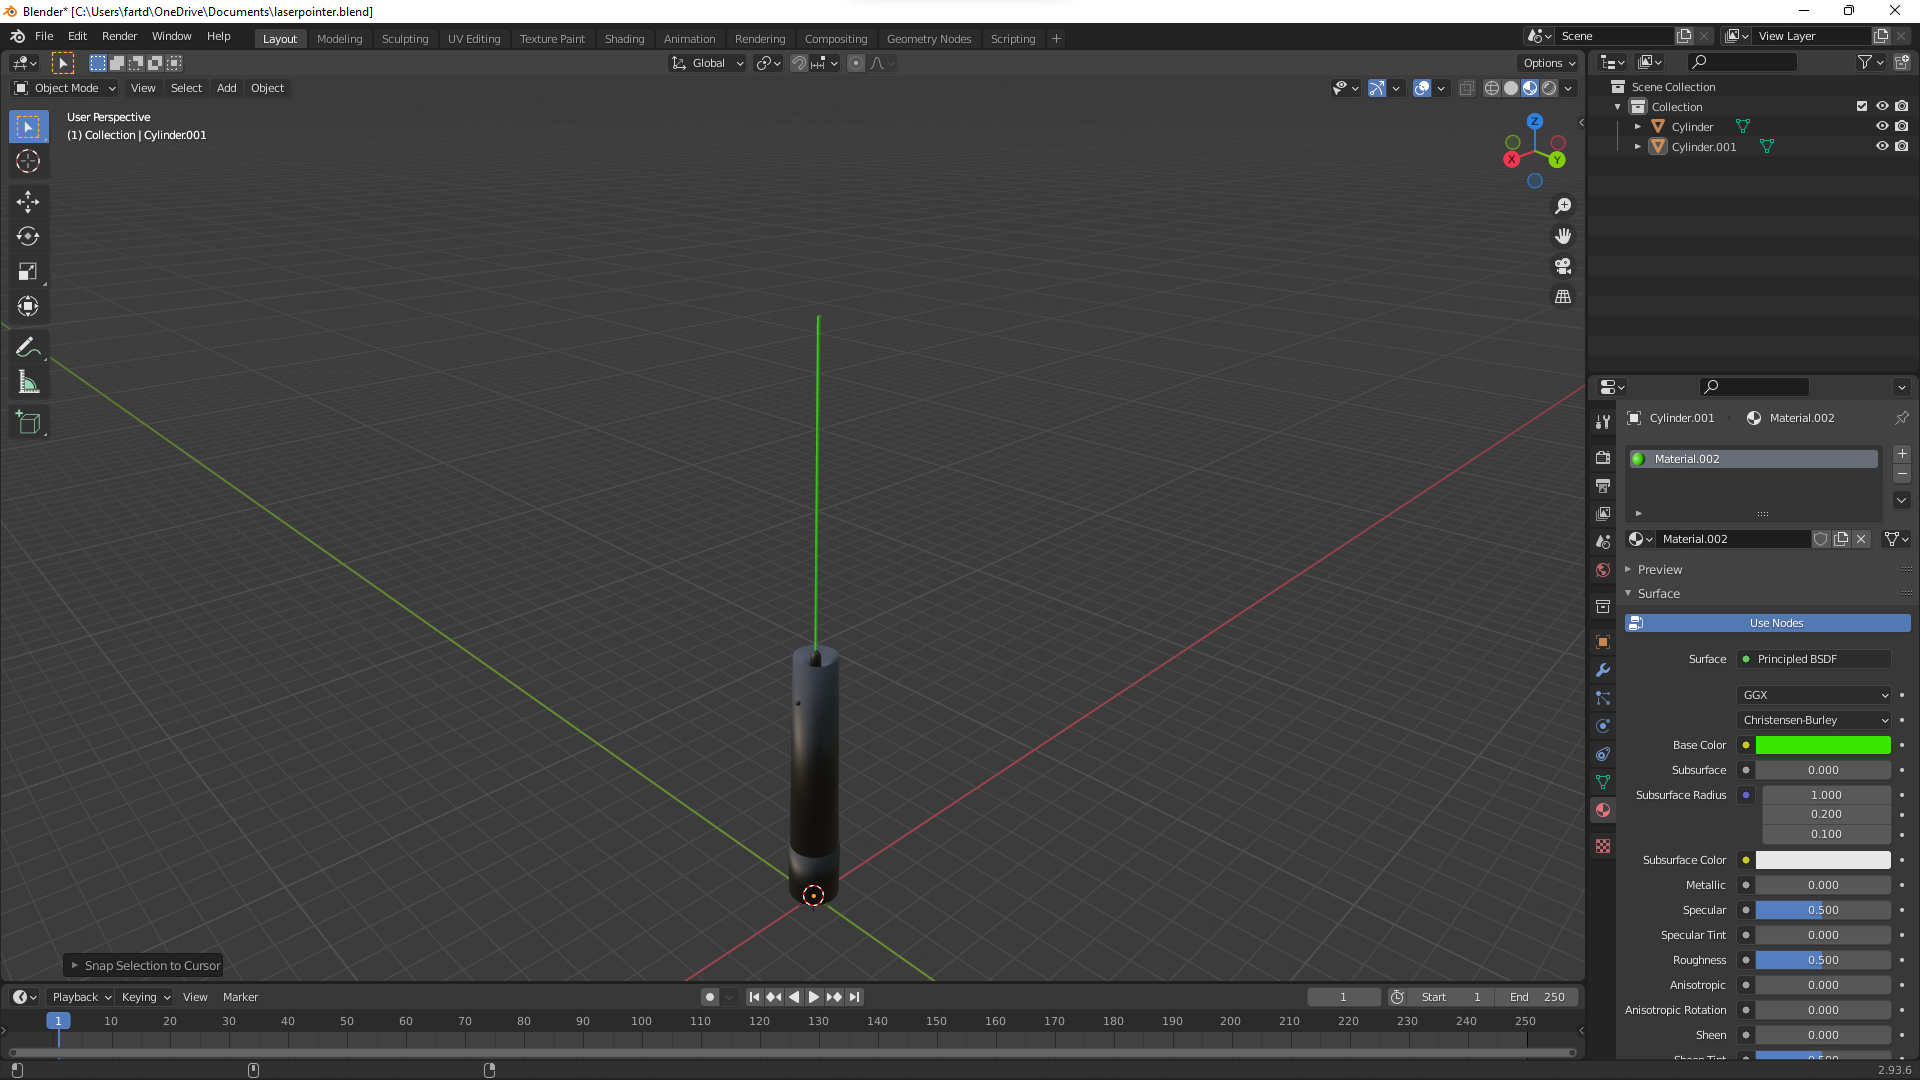 Blender* [C:\Users\fartd\OneDrive\Documents\laserpointer.blend]
File Edit Render Window Help
Layout Modeling Sculpting UV Editing Texture Paint Shading Animation Rendering Compositing Geometry Nodes Scripting +
Scene
View Layer
Global
Options
Object Mode View Select Add Object
User Perspective
(1) Collection | Cylinder.001
Z
X
Y
Scene Collection
Collection
Cylinder
Cylinder.001
Cylinder.001 Material.002
Material.002
Material.002
Preview
Surface
Use Nodes
Surface Principled BSDF
GGX
Christensen-Burley
Base Color
Subsurface 0.000
Subsurface Radius 1.000
0.200
0.100
Subsurface Color
Metallic 0.000
Specular 0.500
Specular Tint 0.000
Roughness 0.500
Anisotropic 0.000
Anisotropic Rotation 0.000
Sheen 0.000
Sheen Tint 0.500
Snap Selection to Cursor
Playback Keying View Marker
1 Start 1 End 250
1 10 20 30 40 50 60 70 80 90 100 110 120 130 140 150 160 170 180 190 200 210 220 230 240 250
2.93.6